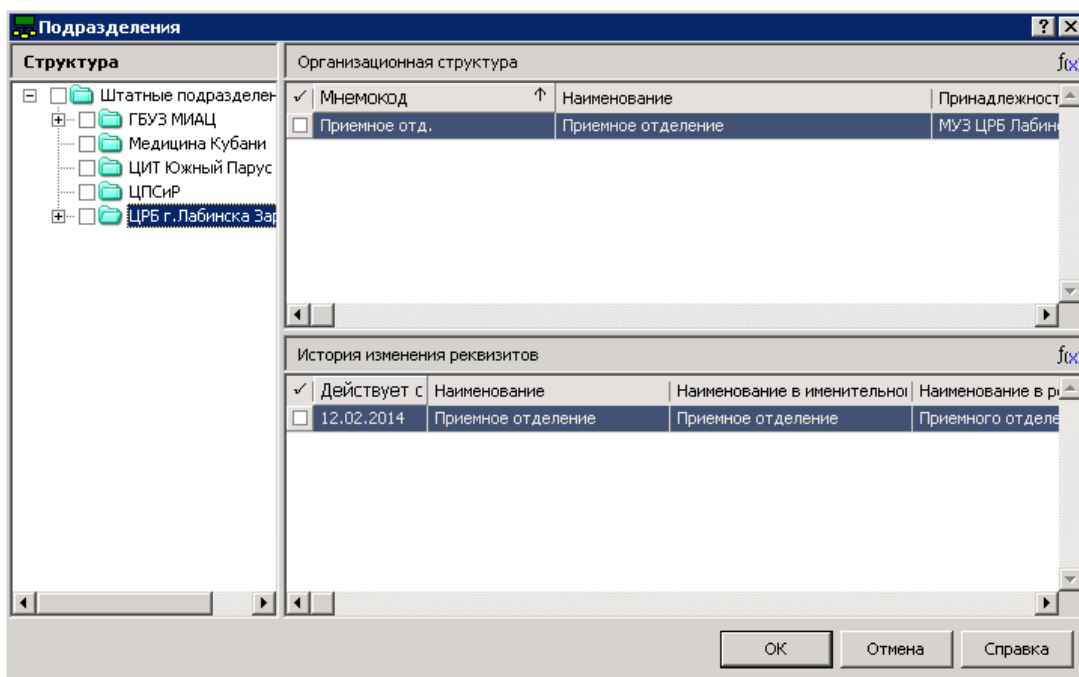 Подразделения
Структура
Штатные подразделен
ГБУЗ МИАЦ
Медицина Кубани
ЦИТ Южный Парус
ЦПСиР
ЦРБ г.Лабинска Зар
Организационная структура
f(x)
✓ Мнемокод ↑ Наименование Принадлежност
Приемное отд. Приемное отделение МУЗ ЦРБ Лабин
История изменения реквизитов
f(x)
✓ Действует с Наименование Наименование в именительно Наименование в р
12.02.2014 Приемное отделение Приемное отделение Приемного отделе
ОК Отмена Справка